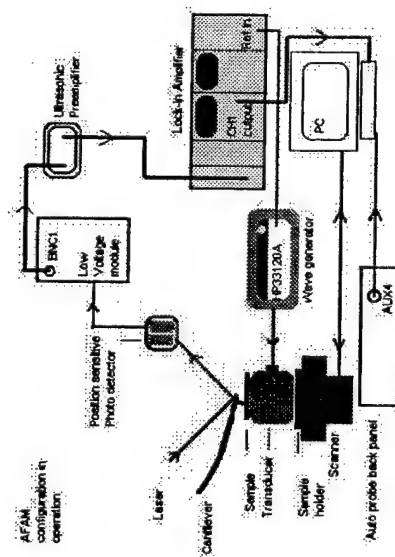 AFAM
configuration in
operation
Laser
Cantilever
Sample
Transducer
Sample
holder
Scanner
Auto probe back panel
AUX4
Position sensitive
Photo detector
BNC1
Low
Voltage
module
Ultrasonic
Preamplifier
Lock-in Amplifier
CH1
output
Ref In
HP33120A
Wave generator
PC